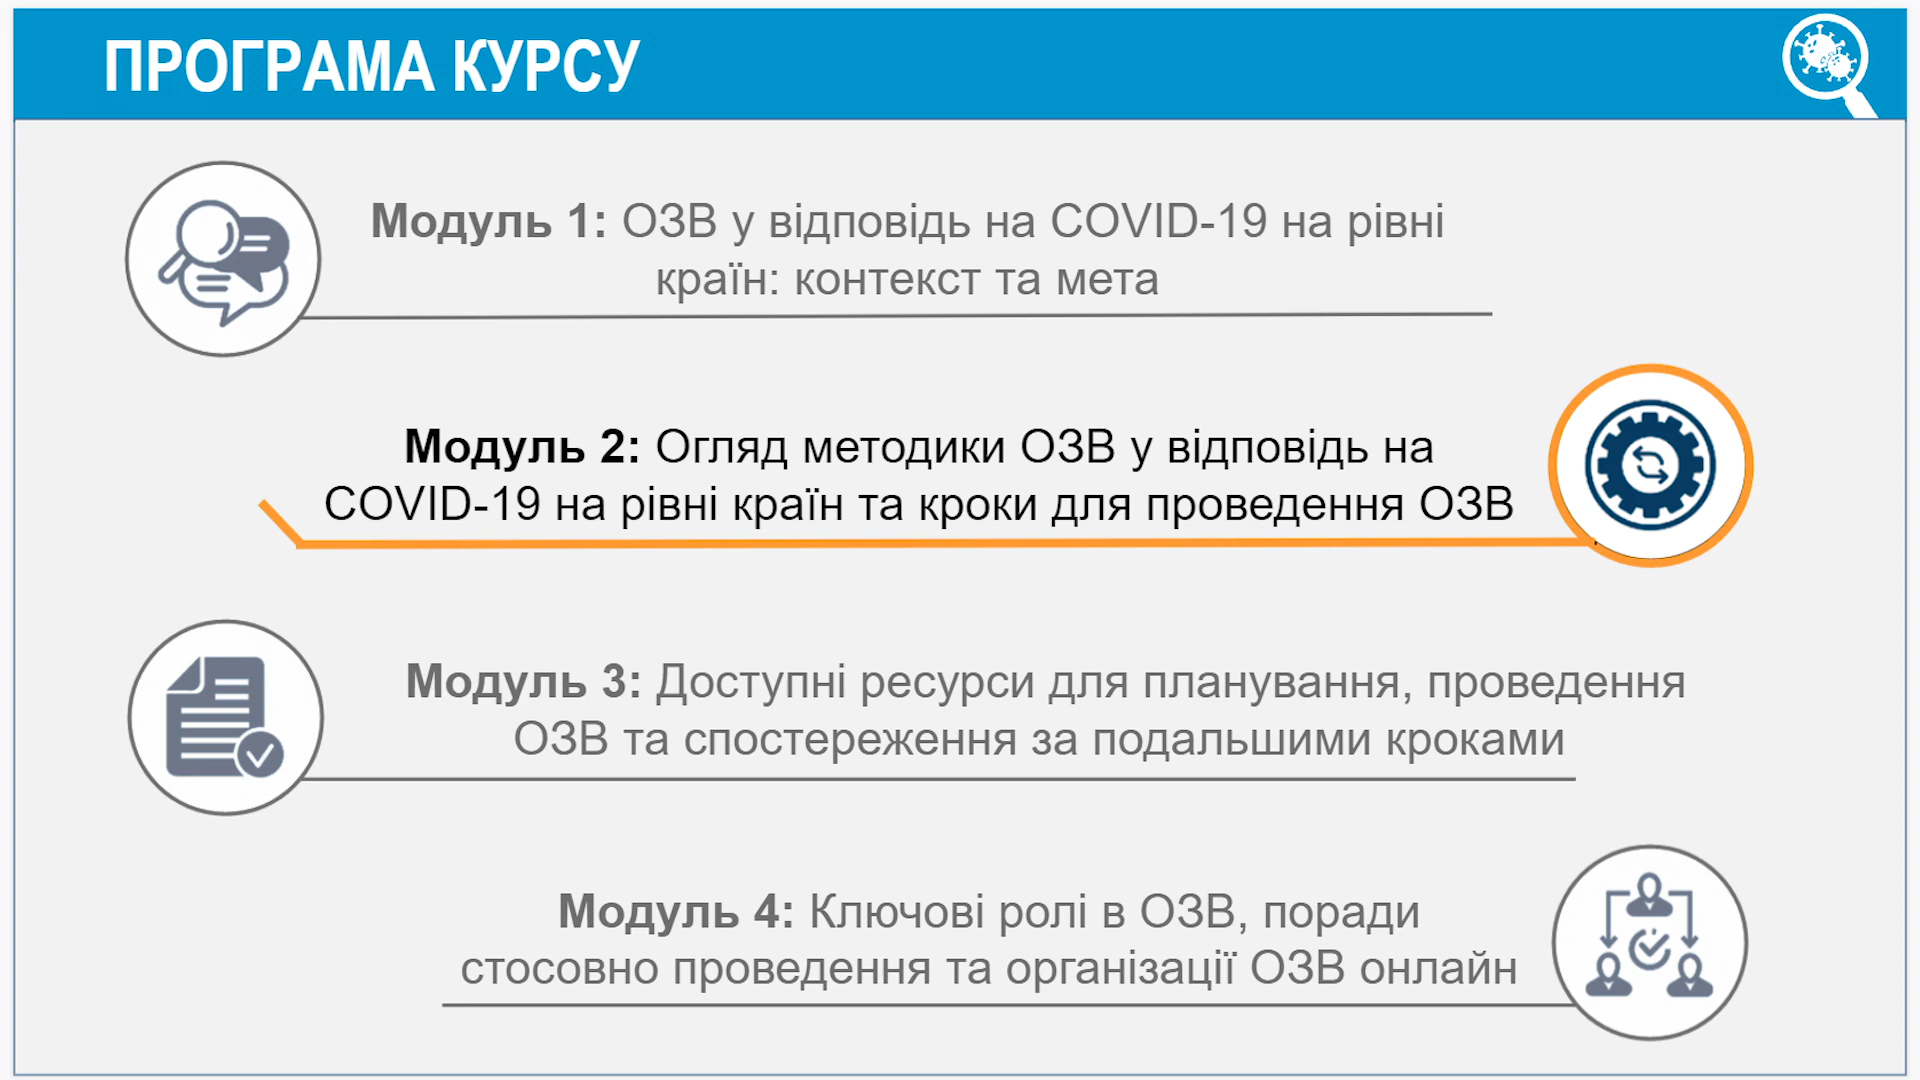 ПРОГРАМА КУРСУ
Модуль 1: ОЗВ у відповідь на COVID-19 на рівні
країн: контекст та мета
Модуль 2: Огляд методики ОЗВ у відповідь на
COVID-19 на рівні країн та кроки для проведення ОЗВ
Модуль 3: Доступні ресурси для планування, проведення
ОЗВ та спостереження за подальшими кроками
Модуль 4: Ключові ролі в ОЗВ, поради
стосовно проведення та організації ОЗВ онлайн